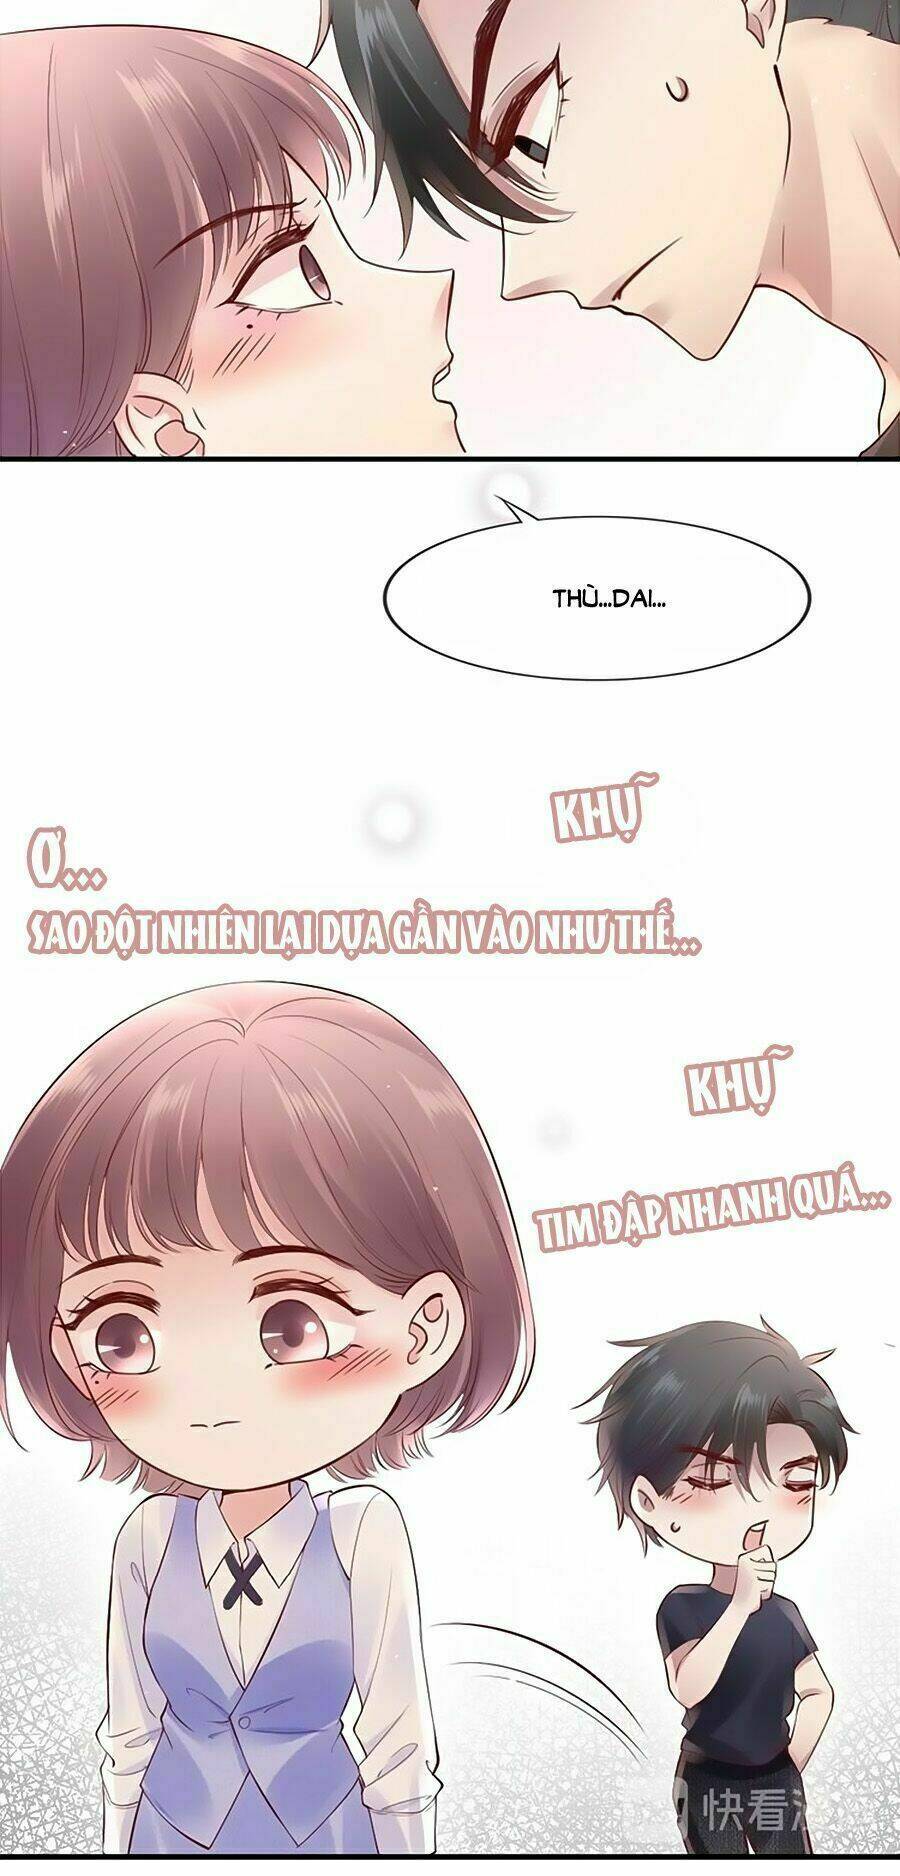 THÙ...DAI...
KHỤ
Ơ...
SAO ĐỘT NHIÊN LẠI DỰA GẦN VÀO NHƯ THẾ...
KHỤ
TIM ĐẬP NHANH QUÁ...
快看漫